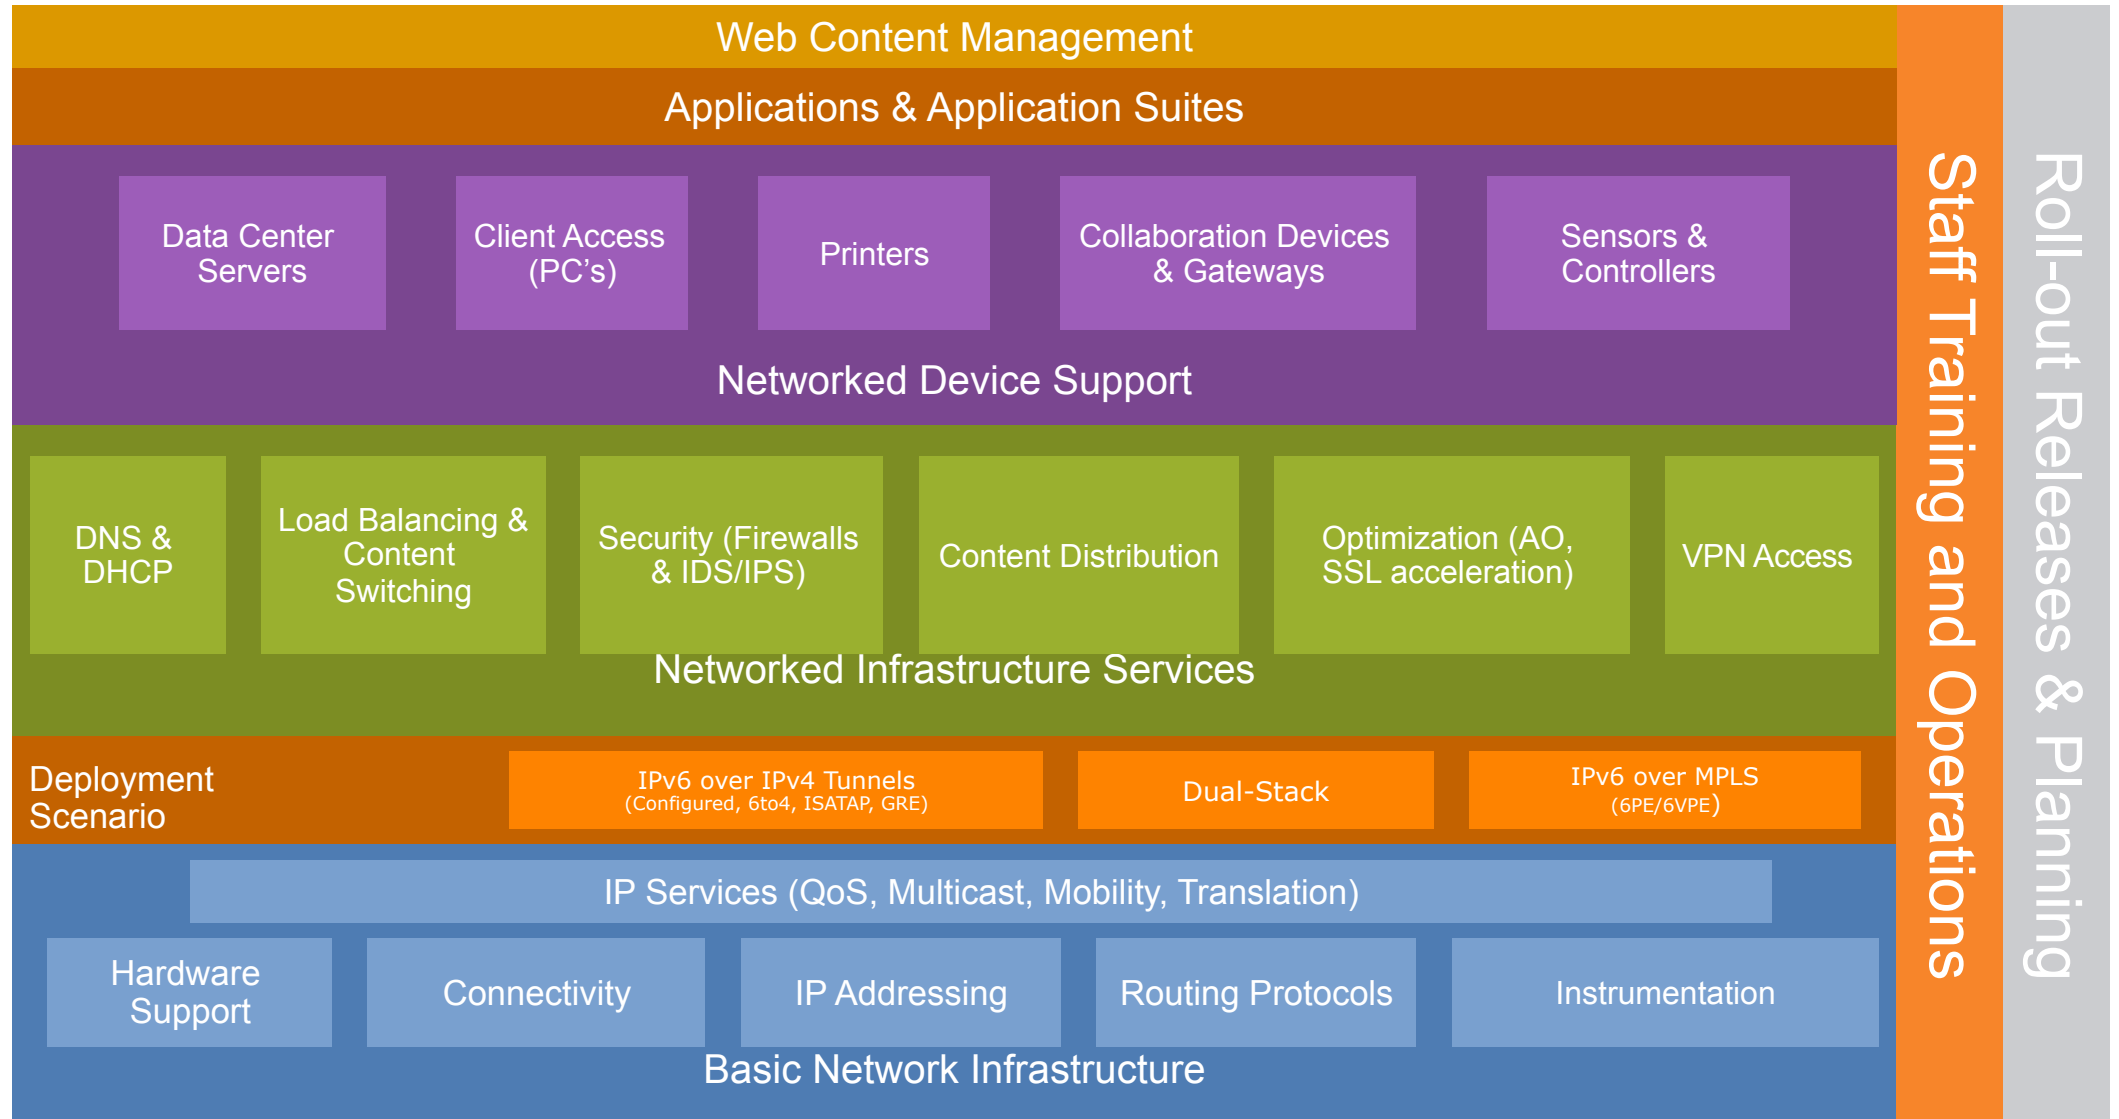 Web Content Management
Applications & Application Suites
Data Center
Servers
Client Access
(PC’s)
Printers
Collaboration Devices
& Gateways
Sensors &
Controllers
Networked Device Support
DNS &
DHCP
Load Balancing &
Content
Switching
Security (Firewalls
& IDS/IPS)
Content Distribution
Optimization (AO,
SSL acceleration)
VPN Access
Networked Infrastructure Services
Deployment
Scenario
IPv6 over IPv4 Tunnels
(Configured, 6to4, ISATAP, GRE)
Dual-Stack
IPv6 over MPLS
(6PE/6VPE)
IP Services (QoS, Multicast, Mobility, Translation)
Hardware
Support
Connectivity
IP Addressing
Routing Protocols
Instrumentation
Basic Network Infrastructure
Staff Training and Operations
Roll-out Releases & Planning